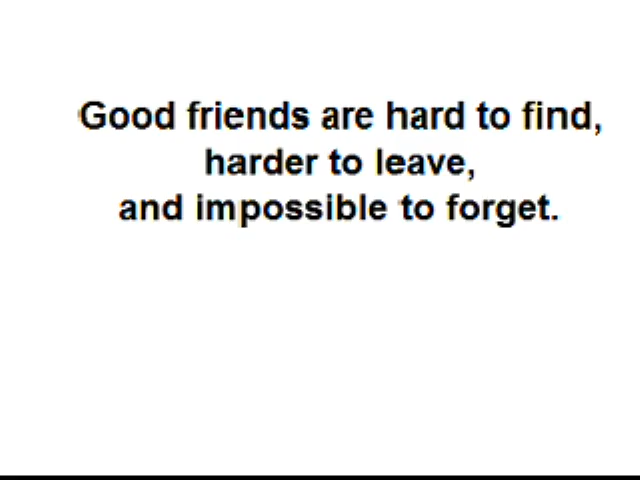 Good friends are hard to find,
harder to leave,
and impossible to forget.